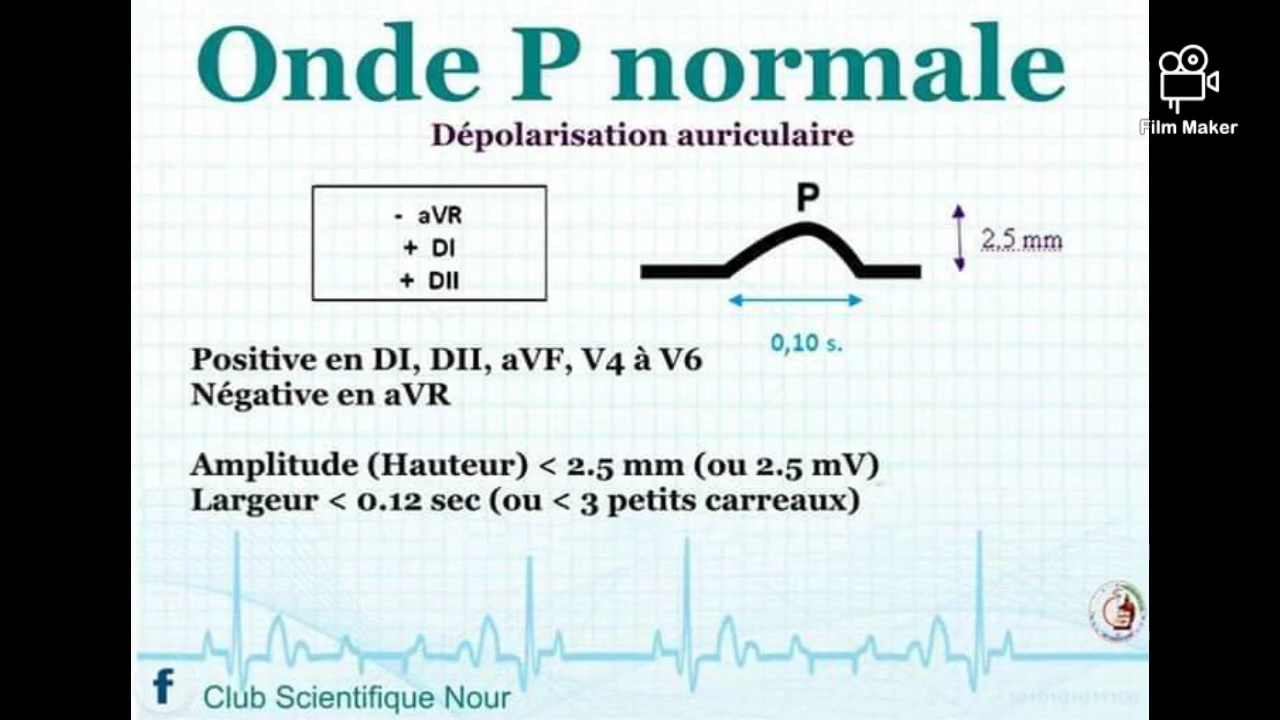 Onde P normale
Dépolarisation auriculaire
- aVR
+ DI
+ DII
P
2,5 mm
0,10 s.
Positive en DI, DII, aVF, V4 à V6
Négative en aVR
Amplitude (Hauteur) < 2.5 mm (ou 2.5 mV)
Largeur < 0.12 sec (ou < 3 petits carreaux)
f
Club Scientifique Nour
Film Maker